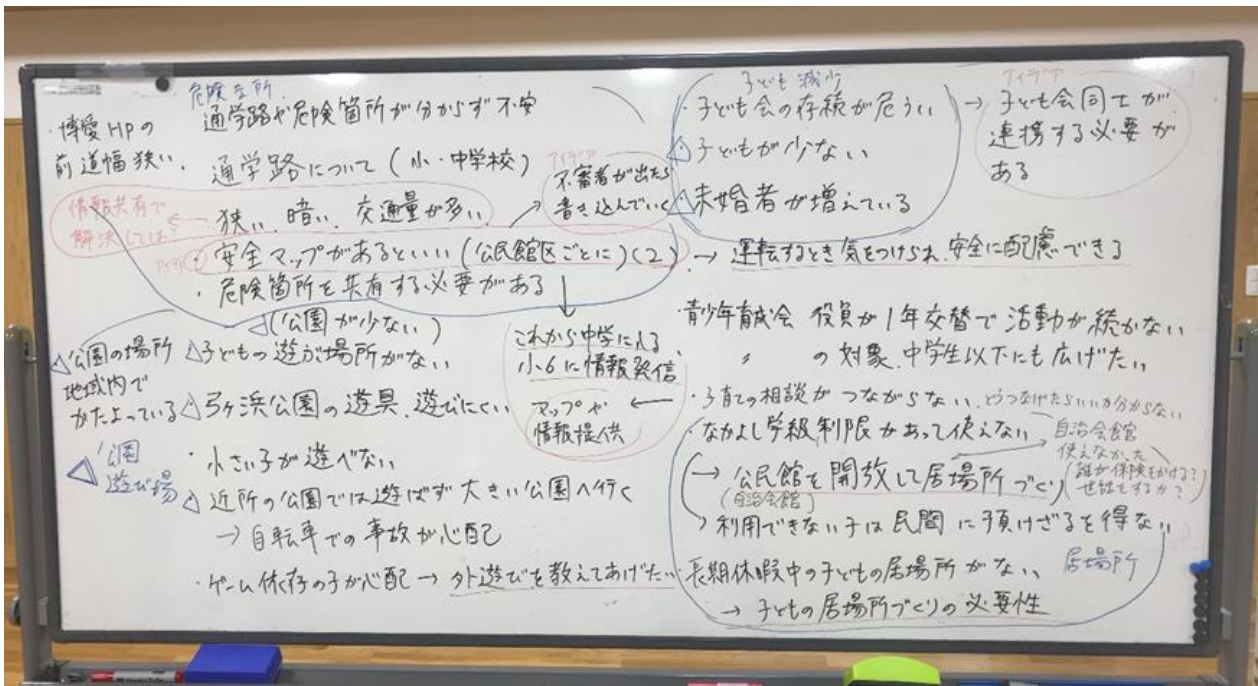 危険な所
・博愛HPの
前道幅狭い、
通学路や危険箇所が分からず不安
通学路について(小・中学校)
狭い、暗い、交通量が多い
情報共有で
解決しては?
アイデア
不審者が出たら
書き込んでいく
アイデア
・安全マップがあるといい(公民館区ごとに)(2)
→ 運転するとき気をつけられ、安全に配慮できる
・危険箇所を共有する必要がある
これから中学に入る
小6に情報発信
マップや
情報提供
(公園が少ない)
△公園の場所
地域内で
かたよっている
△子どもの遊ぶ場所がない
△弓ヶ浜公園の遊具、遊びにくい
△公園
遊び場
・小さい子が遊べない
△近所の公園では遊ばず大きい公園へ行く
→自転車での事故が心配
・ゲーム依存の子が心配 → 外遊びを教えてあげたい
子ども減少
・子ども会の存続が危うい
△子どもが少ない
△未婚者が増えている
アイデア
→ 子ども会同士が
連携する必要が
ある
・青少年育成会 役員が1年交替で活動が続かない
〃 の対象、中学生以下にも広げたい
・子育ての相談がつながらない、どうつなげたらいいか分からない
・なかよし学級、制限があって使えない
自治会館
使えなかった
(誰が保険をかける?
世話をするか?)
→ 公民館を開放して居場所づくり
(自治会館)
→ 利用できない子は民間に預けざるを得ない
長期休暇中の子どもの居場所がない、
居場所
→ 子どもの居場所づくりの必要性